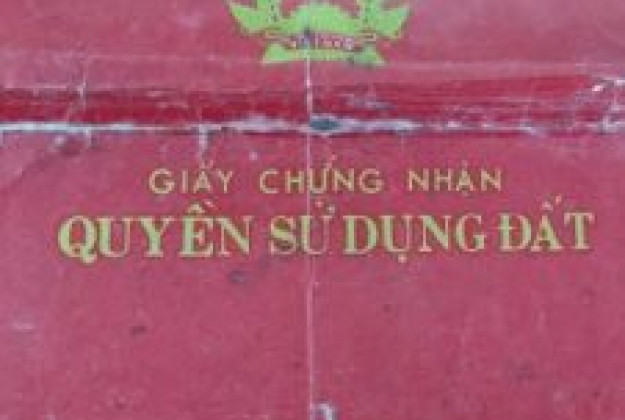 GIẤY CHỨNG NHẬN
QUYỀN SỬ DỤNG ĐẤT